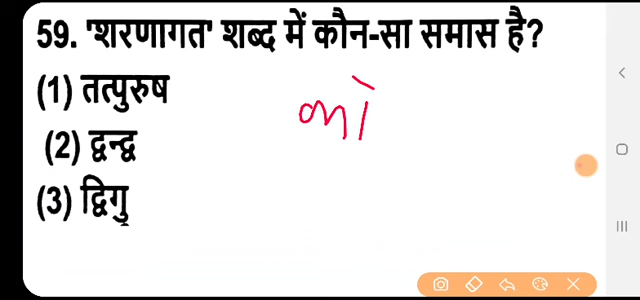 59. 'शरणागत' शब्द में कौन-सा समास है?
(1) तत्पुरुष
(2) द्वन्द्व
(3) द्विगु